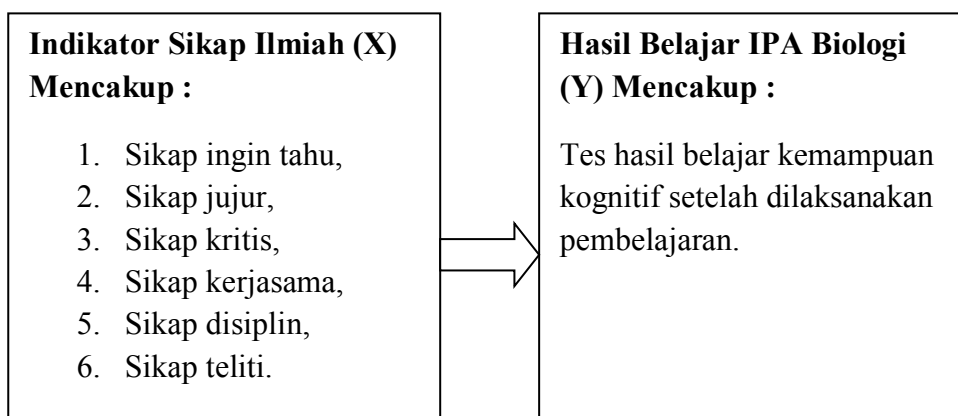 Indikator Sikap Ilmiah (X)
Mencakup :
1. Sikap ingin tahu,
2. Sikap jujur,
3. Sikap kritis,
4. Sikap kerjasama,
5. Sikap disiplin,
6. Sikap teliti.
Hasil Belajar IPA Biologi
(Y) Mencakup :
Tes hasil belajar kemampuan
kognitif setelah dilaksanakan
pembelajaran.